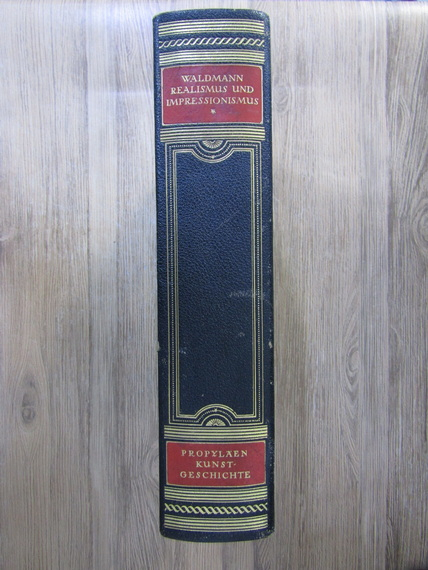 WALDMANN
REALISMUS UND
IMPRESSIONISMUS
PROPYLÄEN
KUNST-
GESCHICHTE